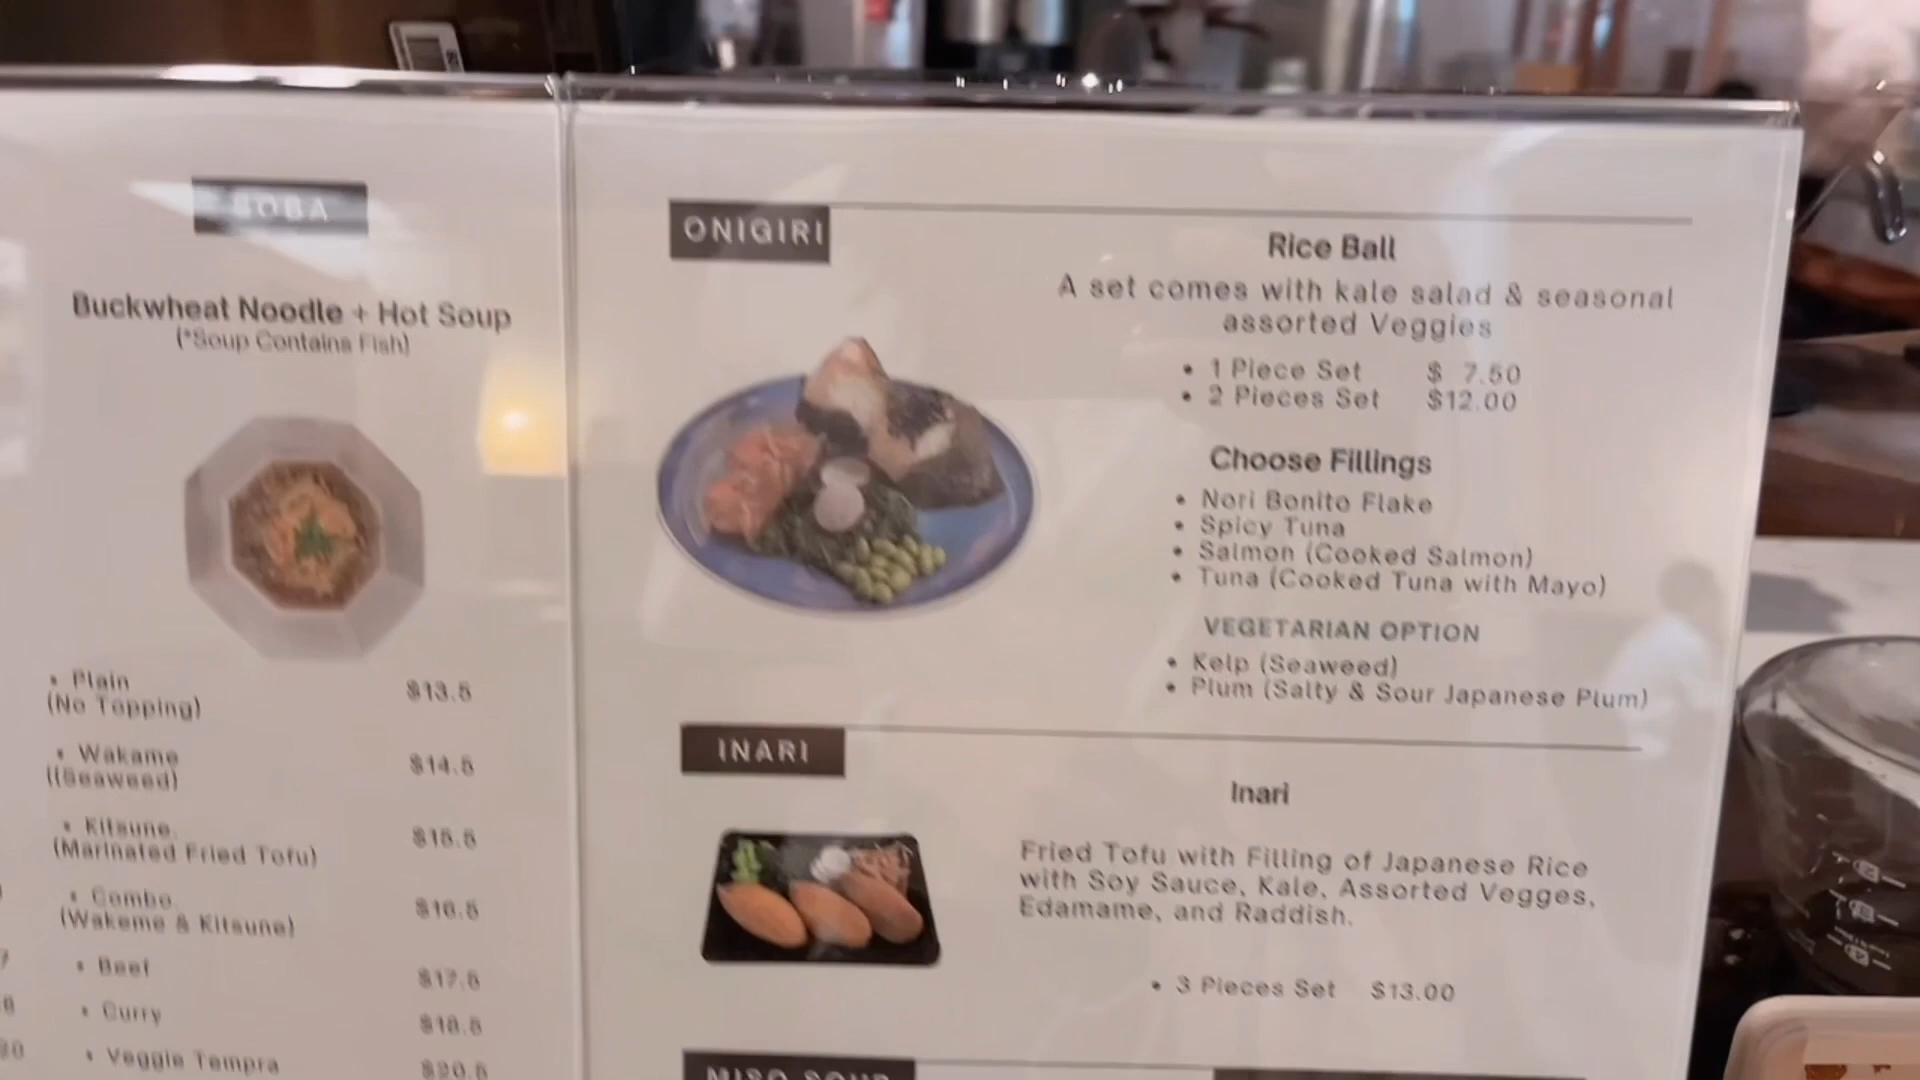 SOBA
Buckwheat Noodle + Hot Soup
(*Soup Contains Fish)
• Plain $13.5
(No Topping)
• Wakame $14.5
((Seaweed)
• Kitsune $15.5
(Marinated Fried Tofu)
• Combo $16.5
(Wakeme & Kitsune)
• Beef $17.5
• Curry $18.5
• Veggie Tempra $20.5
ONIGIRI
Rice Ball
A set comes with kale salad & seasonal
assorted Veggies
• 1 Piece Set $ 7.50
• 2 Pieces Set $12.00
Choose Fillings
• Nori Bonito Flake
• Spicy Tuna
• Salmon (Cooked Salmon)
• Tuna (Cooked Tuna with Mayo)
VEGETARIAN OPTION
• Kelp (Seaweed)
• Plum (Salty & Sour Japanese Plum)
INARI
Inari
Fried Tofu with Filling of Japanese Rice
with Soy Sauce, Kale, Assorted Vegges,
Edamame, and Raddish.
• 3 Pieces Set $13.00
MISO SOUP